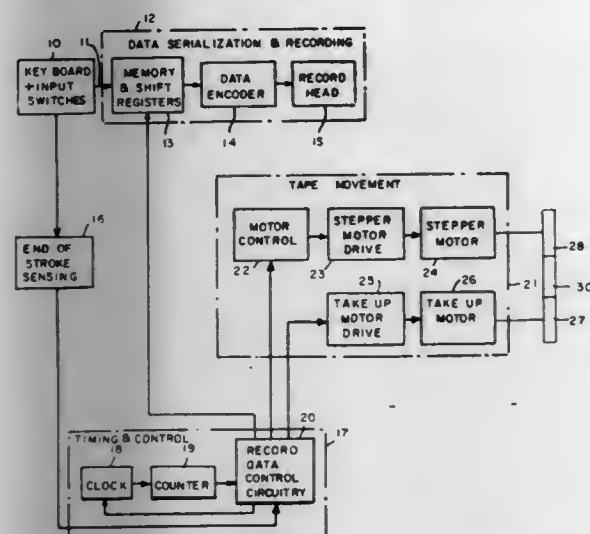 12
DATA SERIALIZATION & RECORDING
10
11
KEY BOARD
+ INPUT
SWITCHES
MEMORY
& SHIFT
REGISTERS
DATA
ENCODER
RECORD
HEAD
13
14
15
16
END OF
STROKE
SENSING
TAPE MOVEMENT
MOTOR
CONTROL
STEPPER
MOTOR
DRIVE
STEPPER
MOTOR
22
23
24
21
28
30
27
25
26
TAKE UP
MOTOR
DRIVE
TAKE UP
MOTOR
20
17
TIMING & CONTROL
18
19
CLOCK
COUNTER
RECORD
DATA
CONTROL
CIRCUITRY